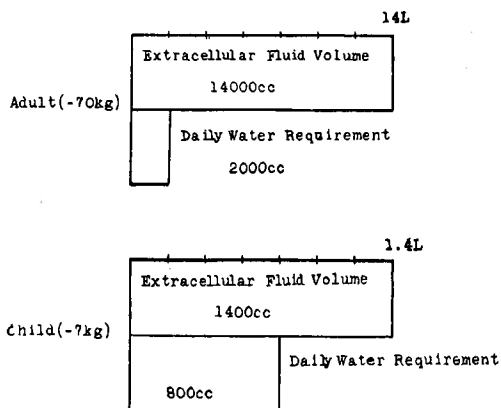 14L
Extracellular Fluid Volume
14000cc
Adult(-70kg)
Daily Water Requirement
2000cc
1.4L
Extracellular Fluid Volume
1400cc
Child(-7kg)
Daily Water Requirement
800cc